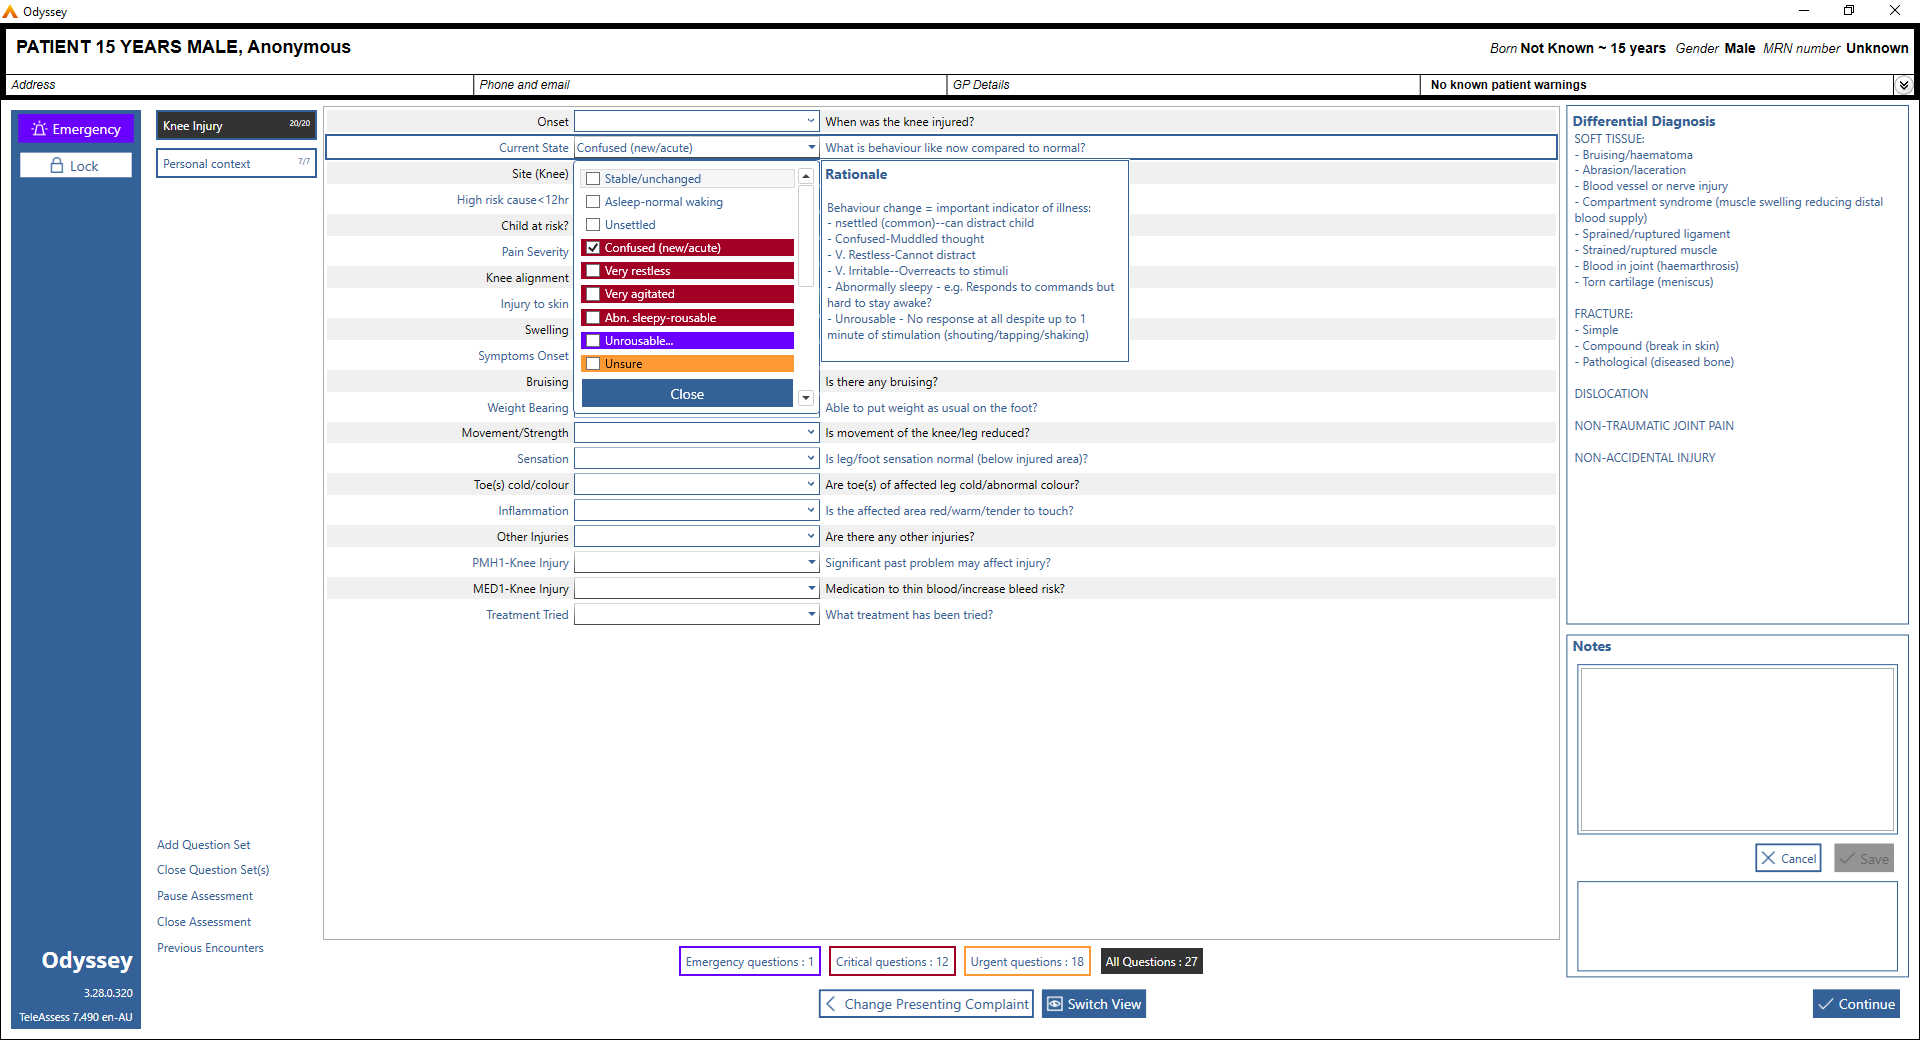 Odyssey
PATIENT 15 YEARS MALE, Anonymous
Born Not Known ~ 15 years Gender Male MRN number Unknown
Address
Phone and email
GP Details
No known patient warnings
Emergency
Lock
Knee Injury 20/20
Personal context 7/7
Onset When was the knee injured?
Current State Confused (new/acute) What is behaviour like now compared to normal?
Site (Knee)
High risk cause<12hr
Child at risk?
Pain Severity
Knee alignment
Injury to skin
Swelling
Symptoms Onset
Stable/unchanged
Asleep-normal waking
Unsettled
Confused (new/acute)
Very restless
Very agitated
Abn. sleepy-rousable
Unrousable...
Unsure
Close
Rationale
Behaviour change = important indicator of illness:
- nsettled (common)--can distract child
- Confused-Muddled thought
- V. Restless-Cannot distract
- V. Irritable--Overreacts to stimuli
- Abnormally sleepy - e.g. Responds to commands but
hard to stay awake?
- Unrousable - No response at all despite up to 1
minute of stimulation (shouting/tapping/shaking)
Bruising Is there any bruising?
Weight Bearing Able to put weight as usual on the foot?
Movement/Strength Is movement of the knee/leg reduced?
Sensation Is leg/foot sensation normal (below injured area)?
Toe(s) cold/colour Are toe(s) of affected leg cold/abnormal colour?
Inflammation Is the affected area red/warm/tender to touch?
Other Injuries Are there any other injuries?
PMH1-Knee Injury Significant past problem may affect injury?
MED1-Knee Injury Medication to thin blood/increase bleed risk?
Treatment Tried What treatment has been tried?
Differential Diagnosis
SOFT TISSUE:
- Bruising/haematoma
- Abrasion/laceration
- Blood vessel or nerve injury
- Compartment syndrome (muscle swelling reducing distal
blood supply)
- Sprained/ruptured ligament
- Strained/ruptured muscle
- Blood in joint (haemarthrosis)
- Torn cartilage (meniscus)
FRACTURE:
- Simple
- Compound (break in skin)
- Pathological (diseased bone)
DISLOCATION
NON-TRAUMATIC JOINT PAIN
NON-ACCIDENTAL INJURY
Notes
Cancel
Save
Add Question Set
Close Question Set(s)
Pause Assessment
Close Assessment
Previous Encounters
Odyssey
3.28.0.320
TeleAssess 7.490 en-AU
Emergency questions : 1
Critical questions : 12
Urgent questions : 18
All Questions : 27
Change Presenting Complaint
Switch View
Continue